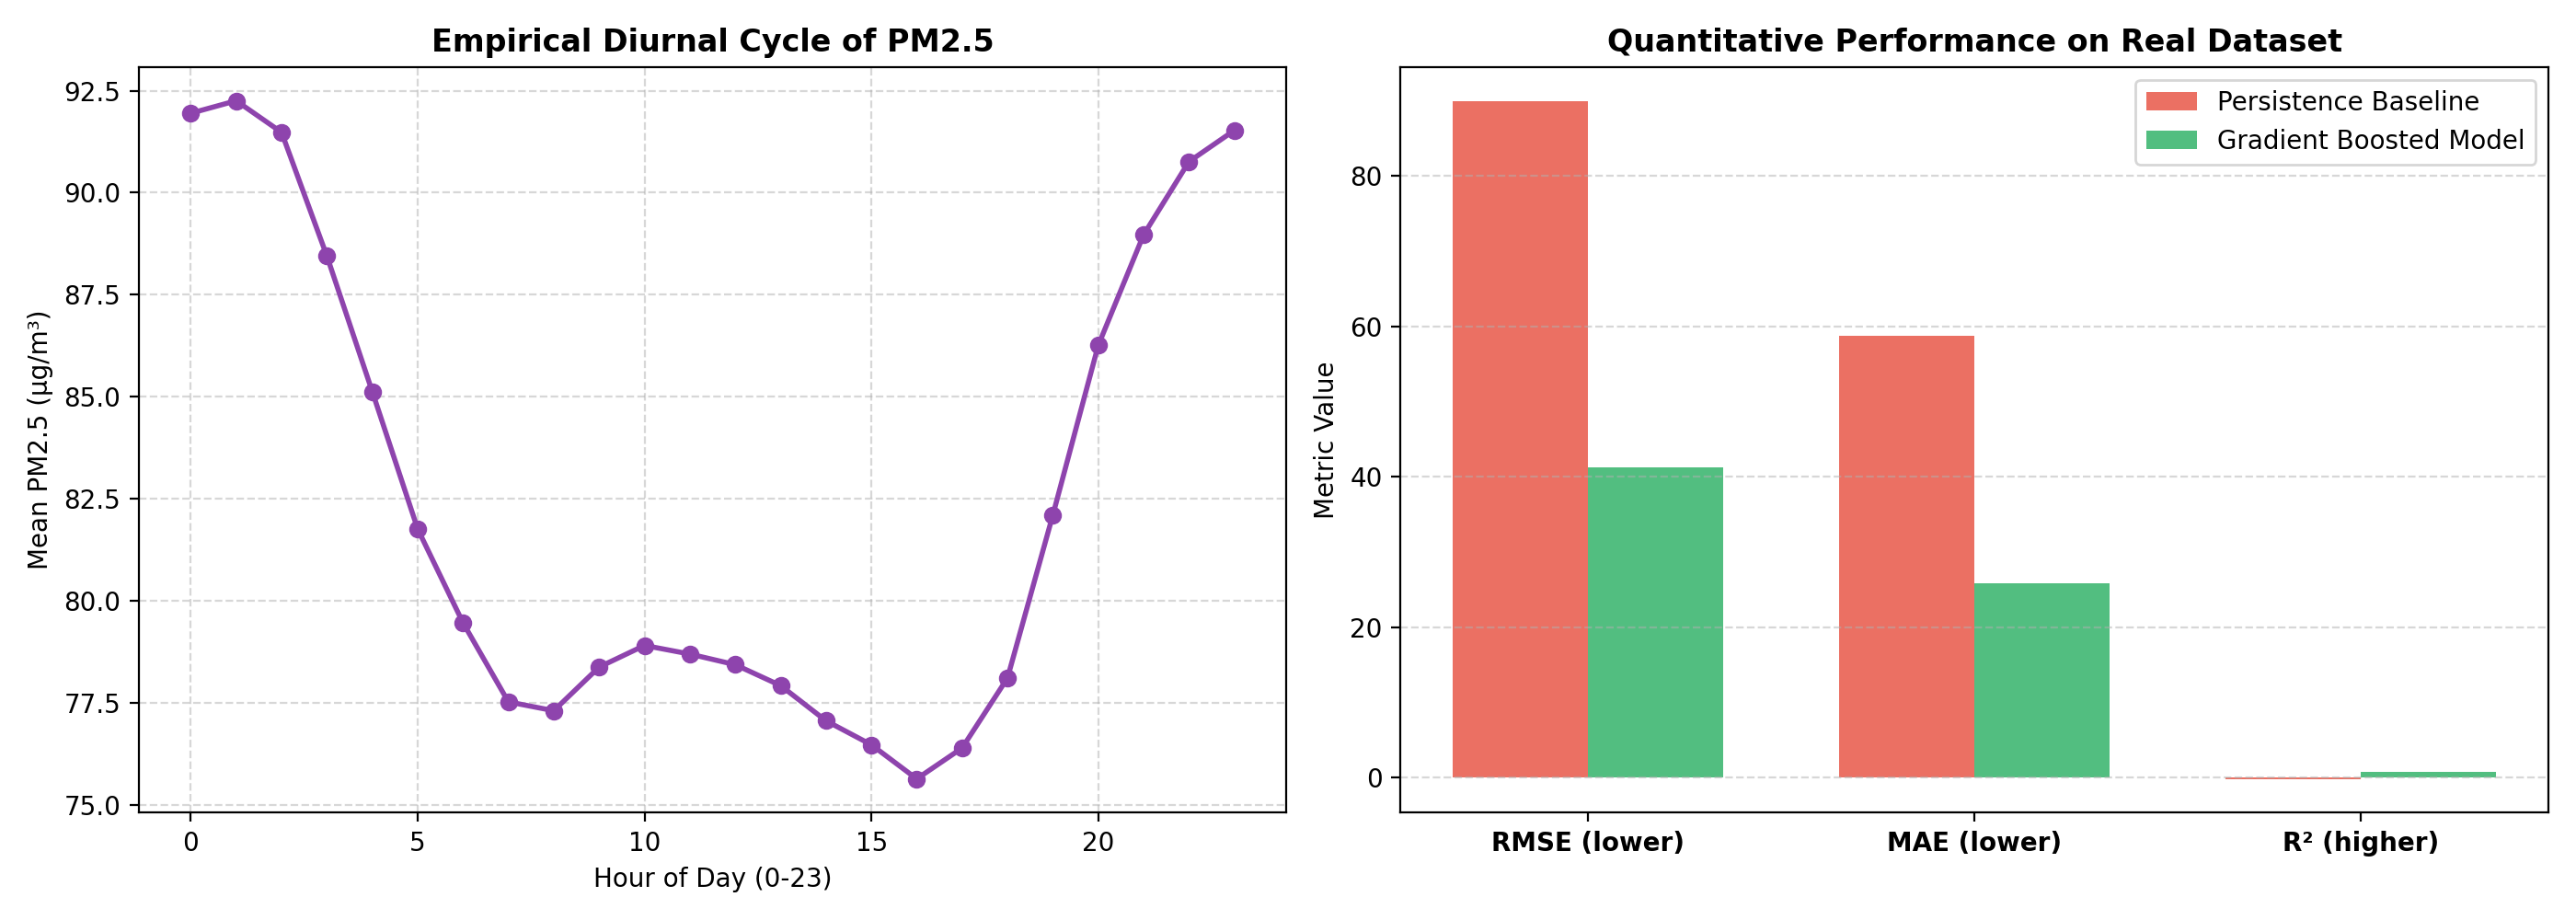 Empirical Diurnal Cycle of PM2.5
Mean PM2.5 (µg/m³)
92.5
90.0
87.5
85.0
82.5
80.0
77.5
75.0
0 5 10 15 20
Hour of Day (0-23)
Quantitative Performance on Real Dataset
Persistence Baseline
Gradient Boosted Model
Metric Value
80
60
40
20
0
RMSE (lower) MAE (lower) R² (higher)